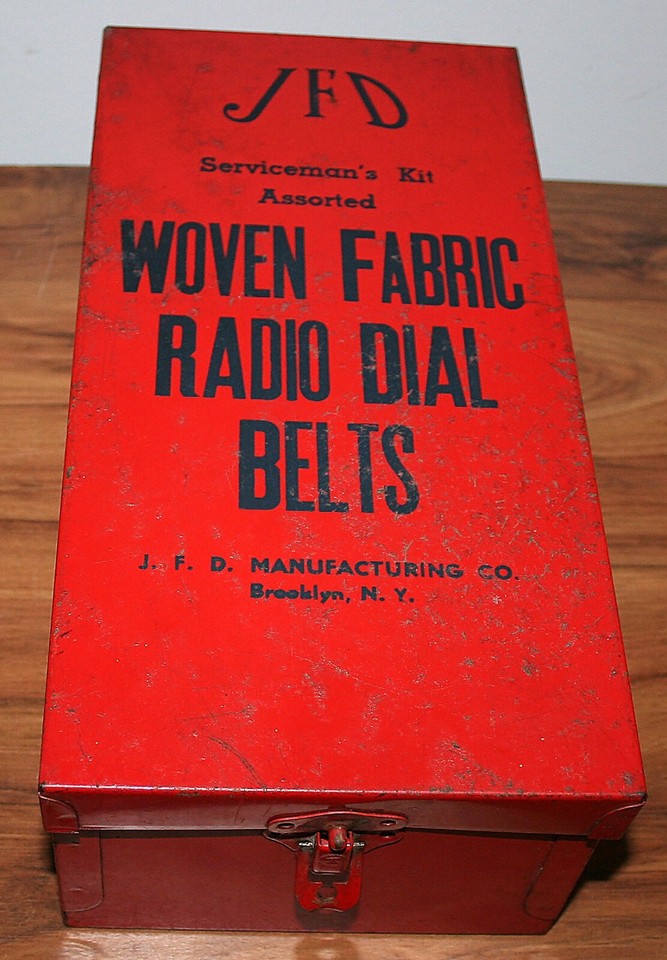 JFD
Serviceman's Kit
Assorted
WOVEN FABRIC
RADIO DIAL
BELTS
J. F. D. MANUFACTURING CO.
Brooklyn, N. Y.